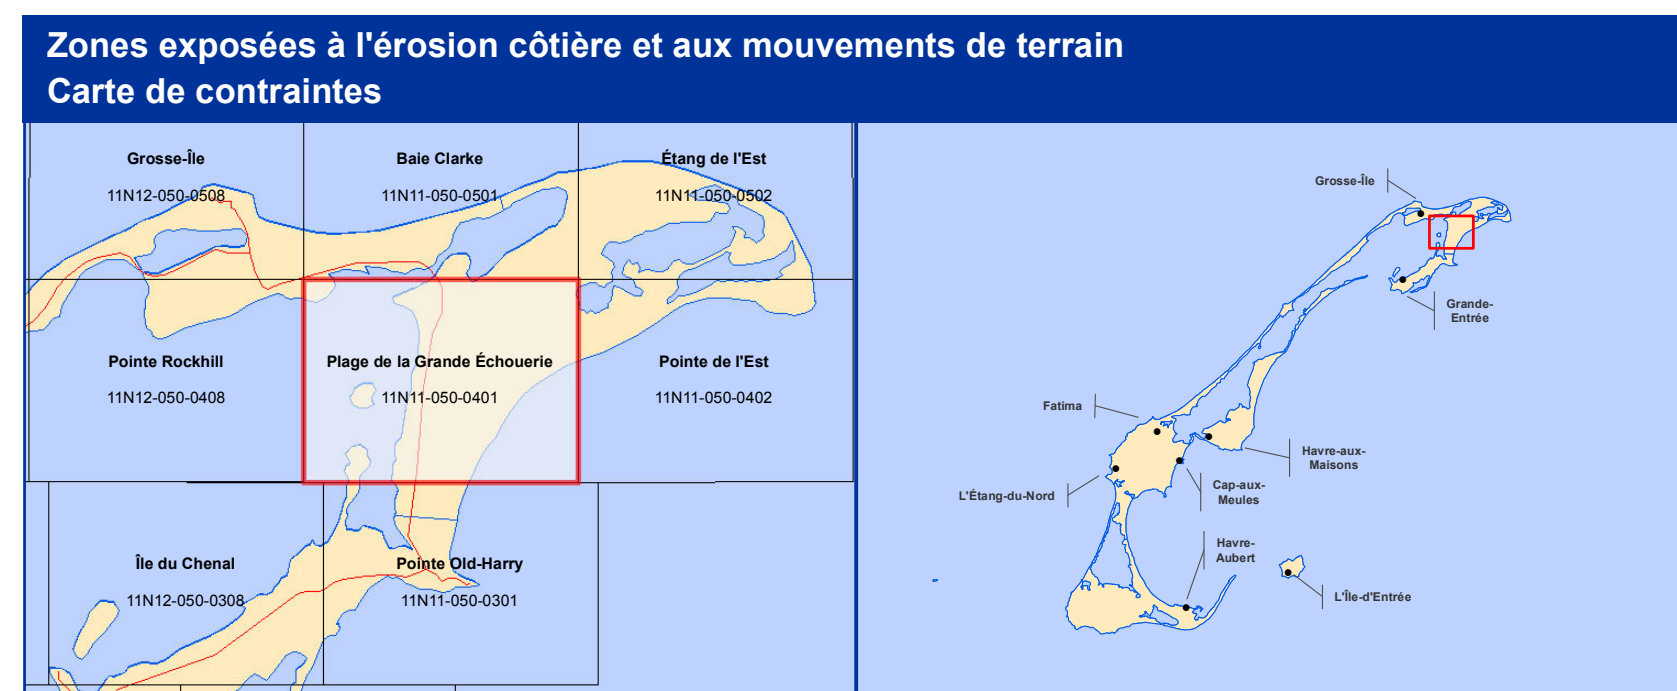 Zones exposées à l'érosion côtière et aux mouvements de terrain
Carte de contraintes
Grosse-Île
11N12-050-0508
Baie Clarke
11N11-050-0501
Étang de l'Est
11N11-050-0502
Pointe Rockhill
11N12-050-0408
Plage de la Grande Échouerie
11N11-050-0401
Pointe de l'Est
11N11-050-0402
Île du Chenal
11N12-050-0308
Pointe Old-Harry
11N11-050-0301
Grosse-Île
Grande-
Entrée
Fatima
Havre-aux-
Maisons
L'Étang-du-Nord
Cap-aux-
Meules
Havre-
Aubert
L'Île-d'Entrée